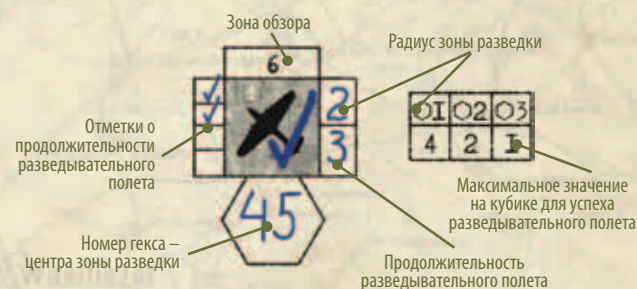 Зона обзора
Радиус зоны разведки
6
2
3
Отметки о
продолжительности
разведывательного
полета
01 02 03
4 2 1
Максимальное значение
на кубике для успеха
разведывательного полета
45
Номер гекса –
центра зоны разведки
Продолжительность
разведывательного полета